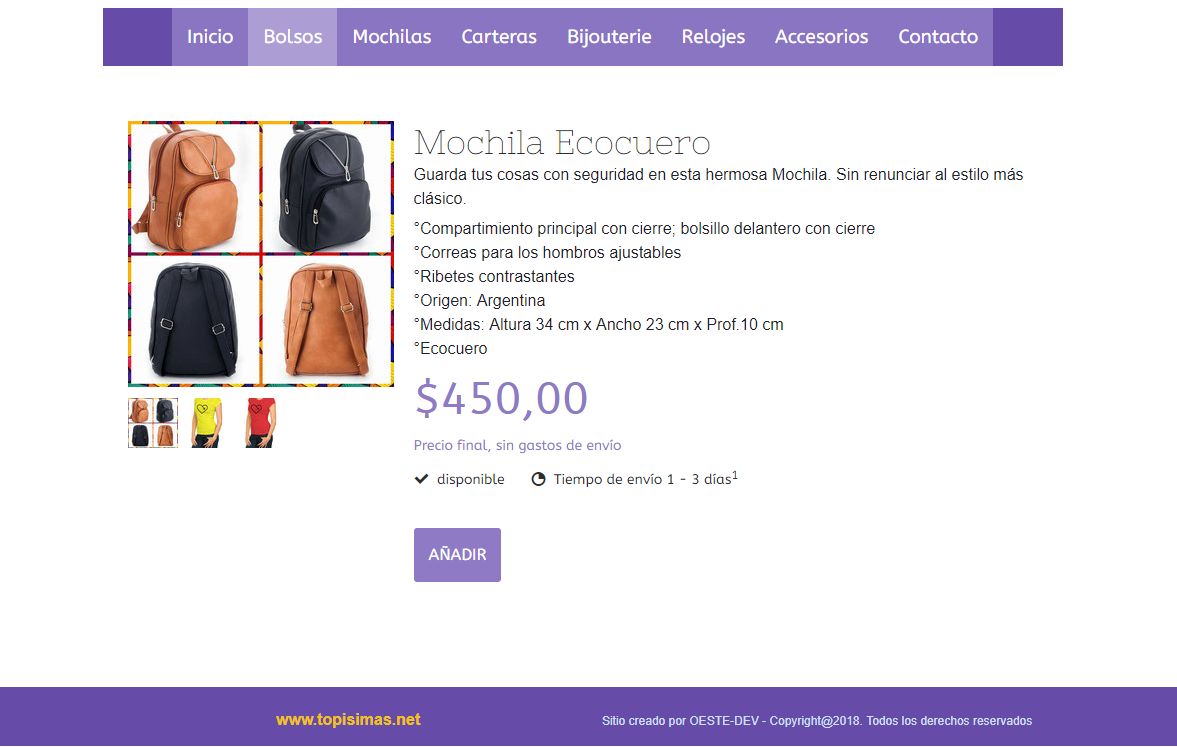 Inicio Bolsos Mochilas Carteras Bijouterie Relojes Accesorios Contacto
Mochila Ecocuero
Guarda tus cosas con seguridad en esta hermosa Mochila. Sin renunciar al estilo más
clásico.
°Compartimiento principal con cierre; bolsillo delantero con cierre
°Correas para los hombros ajustables
°Ribetes contrastantes
°Origen: Argentina
°Medidas: Altura 34 cm x Ancho 23 cm x Prof.10 cm
°Ecocuero
$450,00
Precio final, sin gastos de envío
disponible Tiempo de envío 1 - 3 días1
AÑADIR
www.topisimas.net
Sitio creado por OESTE-DEV - Copyright@2018. Todos los derechos reservados